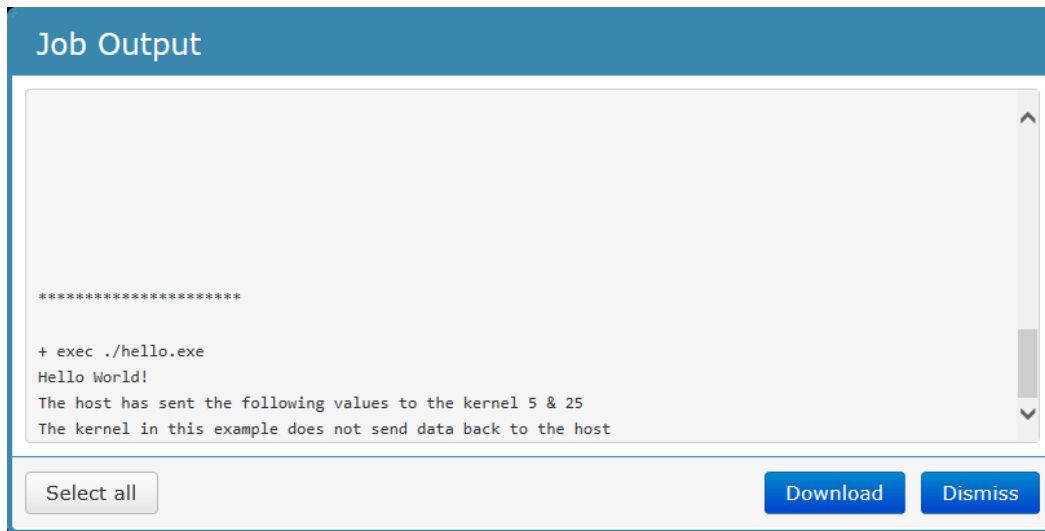 Job Output
**********************
+ exec ./hello.exe
Hello World!
The host has sent the following values to the kernel 5 & 25
The kernel in this example does not send data back to the host
Select all
Download
Dismiss